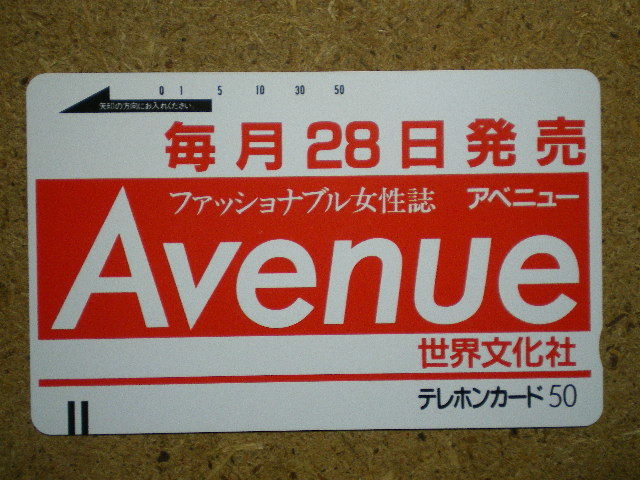 0 1 5 10 30 50
矢印の方向にお入れください
毎月28日発売
ファッショナブル女性誌 アベニュー
Avenue
世界文化社
テレホンカード50